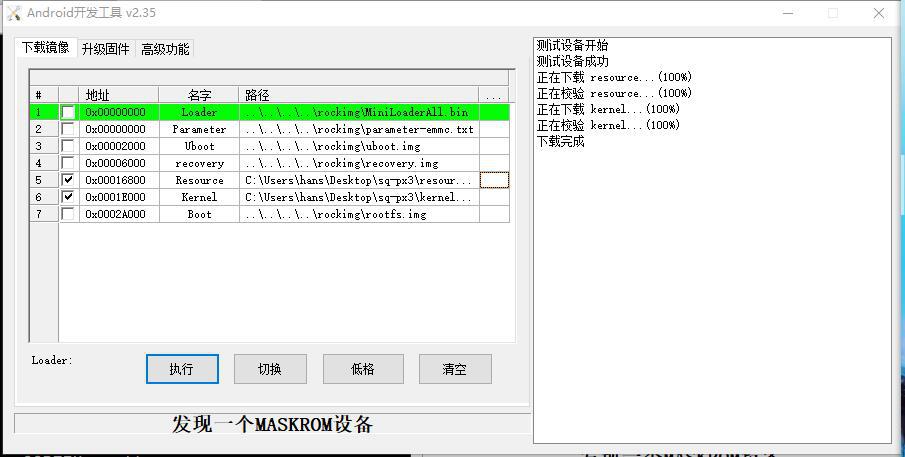 Android开发工具 v2.35
下载镜像 升级固件 高级功能
# 地址 名字 路径 ...
1 0x00000000 Loader ..\..\..\..\rockimg\MiniLoaderAll.bin
2 0x00000000 Parameter ..\..\..\..\rockimg\parameter-emmc.txt
3 0x00002000 Uboot ..\..\..\..\rockimg\uboot.img
4 0x00006000 recovery ..\..\..\..\rockimg\recovery.img
5 0x00016800 Resource C:\Users\hans\Desktop\sq-px3\resour...
6 0x0001E000 Kernel C:\Users\hans\Desktop\sq-px3\kernel...
7 0x0002A000 Boot ..\..\..\..\rockimg\rootfs.img
Loader:
执行 切换 低格 清空
发现一个MASKROM设备
测试设备开始
测试设备成功
正在下载 resource...(100%)
正在校验 resource...(100%)
正在下载 kernel...(100%)
正在校验 kernel...(100%)
下载完成